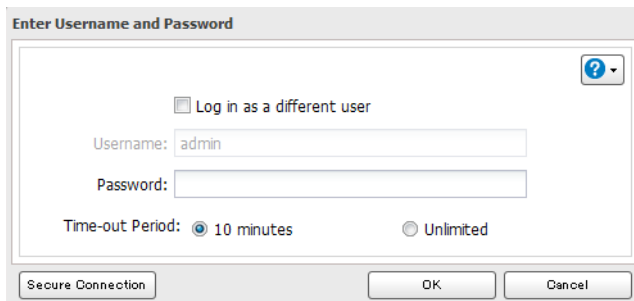 Enter Username and Password
?
Log in as a different user
Username: admin
Password:
Time-out Period: 10 minutes Unlimited
Secure Connection OK Cancel